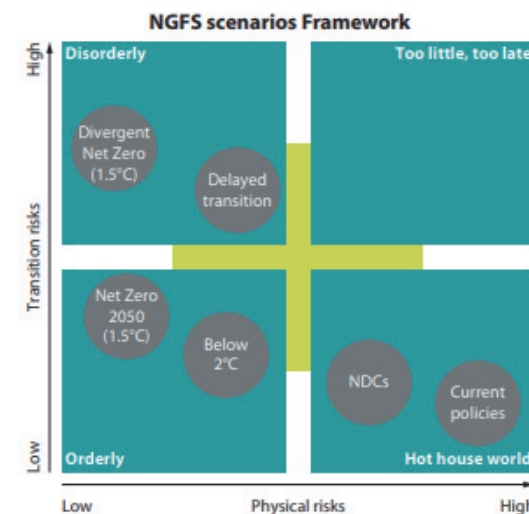 NGFS scenarios Framework
High
Disorderly
Too little, too late
Divergent
Net Zero
(1.5°C)
Delayed
transition
Transition risks
Net Zero
2050
(1.5°C)
Below
2°C
NDCs
Current
policies
Low
Orderly
Hot house world
Low
Physical risks
High